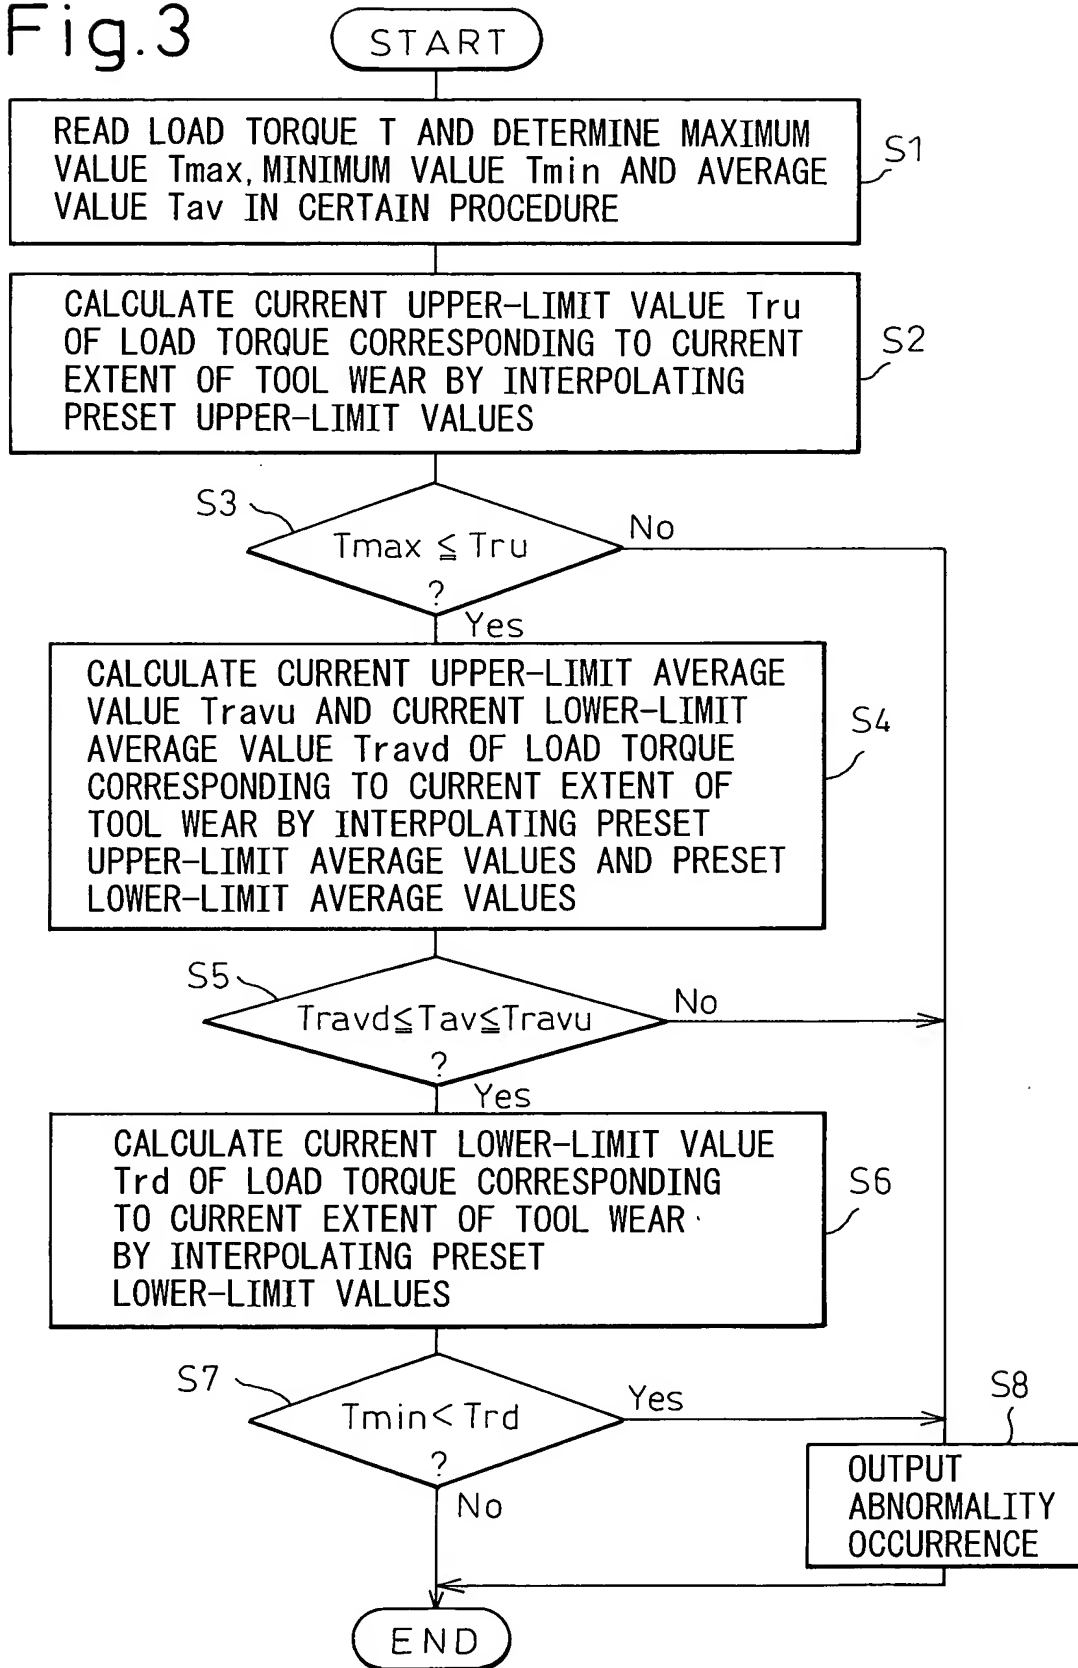 Fig.3
START
READ LOAD TORQUE T AND DETERMINE MAXIMUM
VALUE Tmax, MINIMUM VALUE Tmin AND AVERAGE
VALUE Tav IN CERTAIN PROCEDURE
S1
CALCULATE CURRENT UPPER-LIMIT VALUE Tru
OF LOAD TORQUE CORRESPONDING TO CURRENT
EXTENT OF TOOL WEAR BY INTERPOLATING
PRESET UPPER-LIMIT VALUES
S2
S3
Tmax ≦ Tru
?
No
Yes
CALCULATE CURRENT UPPER-LIMIT AVERAGE
VALUE Travu AND CURRENT LOWER-LIMIT
AVERAGE VALUE Travd OF LOAD TORQUE
CORRESPONDING TO CURRENT EXTENT OF
TOOL WEAR BY INTERPOLATING PRESET
UPPER-LIMIT AVERAGE VALUES AND PRESET
LOWER-LIMIT AVERAGE VALUES
S4
S5
Travd≦Tav≦Travu
?
No
Yes
CALCULATE CURRENT LOWER-LIMIT VALUE
Trd OF LOAD TORQUE CORRESPONDING
TO CURRENT EXTENT OF TOOL WEAR
BY INTERPOLATING PRESET
LOWER-LIMIT VALUES
S6
S7
Tmin< Trd
?
Yes
No
S8
OUTPUT
ABNORMALITY
OCCURRENCE
END